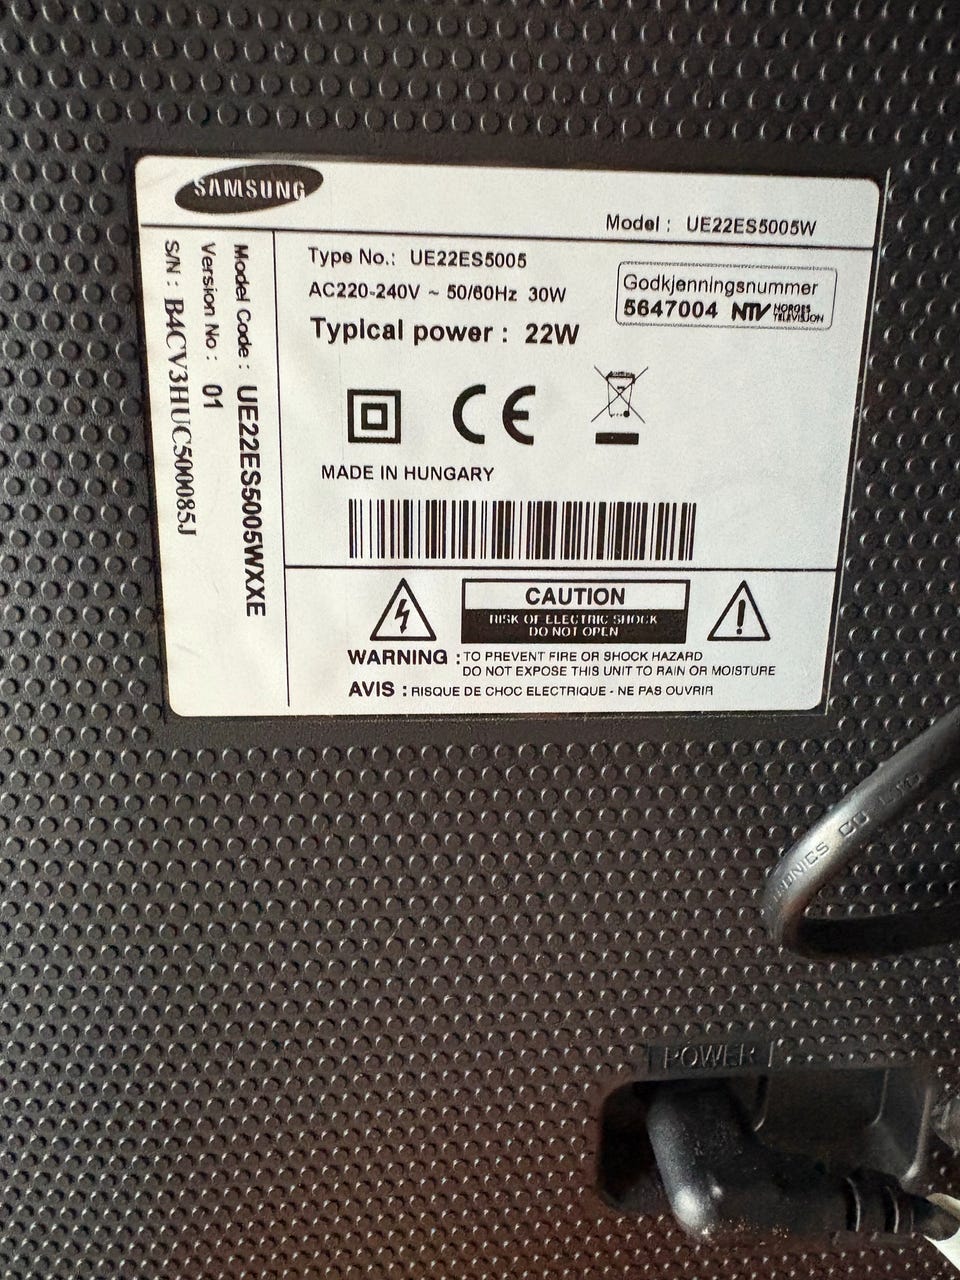 SAMSUNG
Model : UE22ES5005W
Type No.: UE22ES5005
AC220-240V ~ 50/60Hz 30W
Typical power : 22W
Godkjenningsnummer
5647004 NTV NORGES
TELEVISJON
CE
MADE IN HUNGARY
Model Code : UE22ES5005WXXE
Version No : 01
S/N : B4CV3HUC500085J
CAUTION
RISK OF ELECTRIC SHOCK
DO NOT OPEN
WARNING : TO PREVENT FIRE OR SHOCK HAZARD
DO NOT EXPOSE THIS UNIT TO RAIN OR MOISTURE
AVIS : RISQUE DE CHOC ELECTRIQUE - NE PAS OUVRIR
CO LTD
POWER